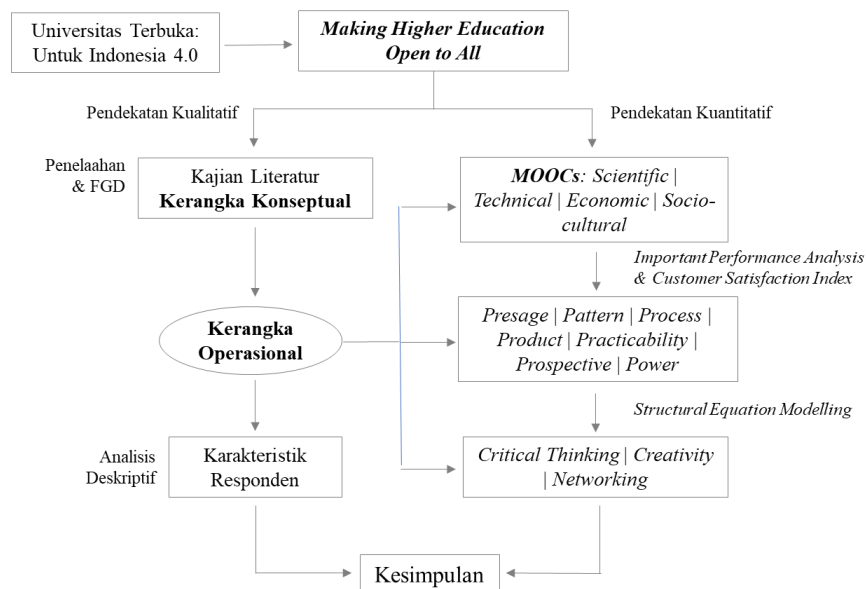 Universitas Terbuka:
Untuk Indonesia 4.0
Making Higher Education
Open to All
Pendekatan Kualitatif
Pendekatan Kuantitatif
Penelaahan
& FGD
Kajian Literatur
Kerangka Konseptual
MOOCs: Scientific |
Technical | Economic | Socio-
cultural
Important Performance Analysis
& Customer Satisfaction Index
Kerangka
Operasional
Presage | Pattern | Process |
Product | Practicability |
Prospective | Power
Structural Equation Modelling
Analisis
Deskriptif
Karakteristik
Responden
Critical Thinking | Creativity
| Networking
Kesimpulan